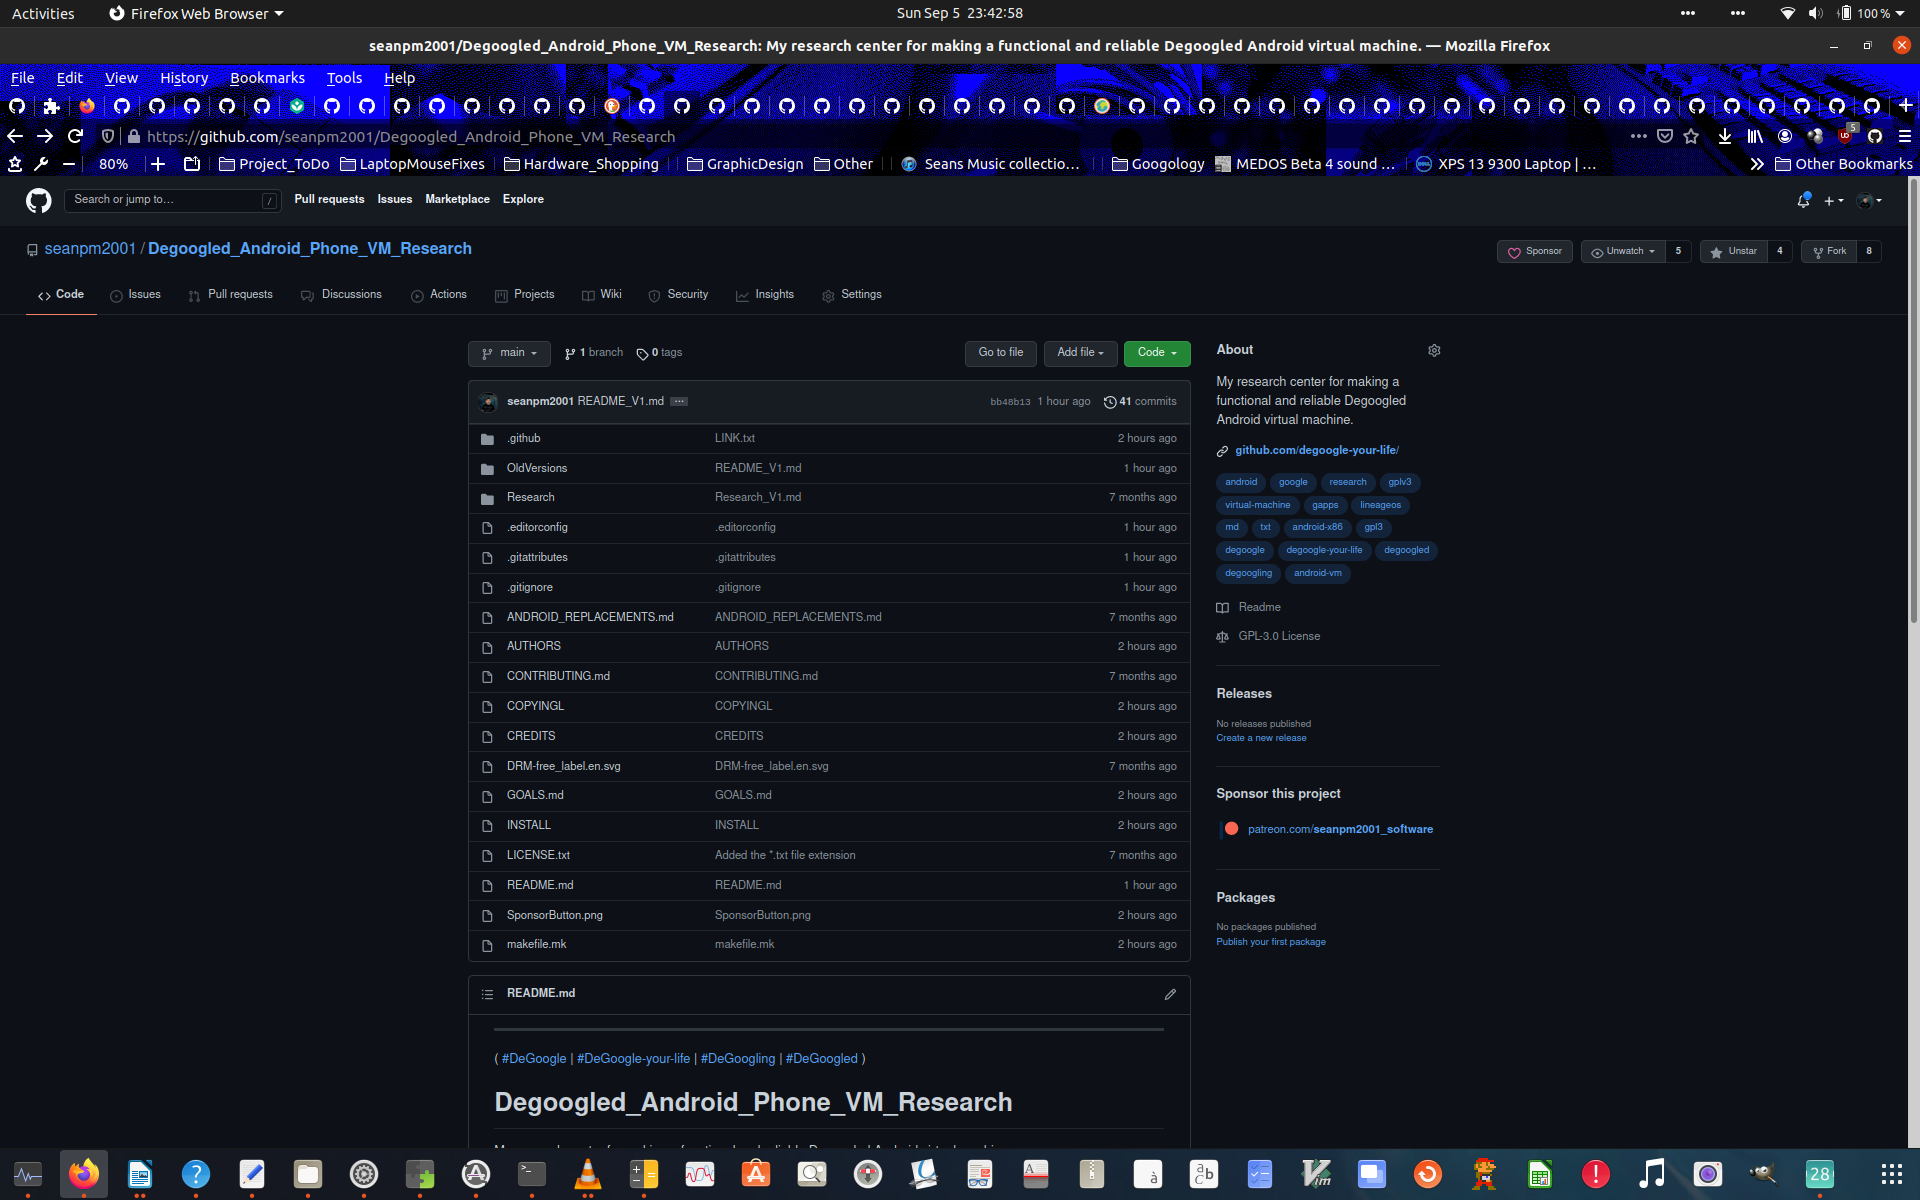 Activities Firefox Web Browser Sun Sep 5 23:42:58 100 %
seanpm2001/Degoogled_Android_Phone_VM_Research: My research center for making a functional and reliable Degoogled Android virtual machine. — Mozilla Firefox
File Edit View History Bookmarks Tools Help
https://github.com/seanpm2001/Degoogled_Android_Phone_VM_Research 5
80% Project_ToDo LaptopMouseFixes Hardware_Shopping GraphicDesign Other Seans Music collectio… Googology MEDOS Beta 4 sound … XPS 13 9300 Laptop | … Other Bookmarks
Search or jump to… / Pull requests Issues Marketplace Explore
seanpm2001 / Degoogled_Android_Phone_VM_Research Sponsor Unwatch 5 Unstar 4 Fork 8
Code Issues Pull requests Discussions Actions Projects Wiki Security Insights Settings
main 1 branch 0 tags Go to file Add file Code
seanpm2001 README_V1.md ... bb48b13 1 hour ago 41 commits
.github LINK.txt 2 hours ago
OldVersions README_V1.md 1 hour ago
Research Research_V1.md 7 months ago
.editorconfig .editorconfig 1 hour ago
.gitattributes .gitattributes 1 hour ago
.gitignore .gitignore 1 hour ago
ANDROID_REPLACEMENTS.md ANDROID_REPLACEMENTS.md 7 months ago
AUTHORS AUTHORS 2 hours ago
CONTRIBUTING.md CONTRIBUTING.md 7 months ago
COPYINGL COPYINGL 2 hours ago
CREDITS CREDITS 2 hours ago
DRM-free_label.en.svg DRM-free_label.en.svg 7 months ago
GOALS.md GOALS.md 2 hours ago
INSTALL INSTALL 2 hours ago
LICENSE.txt Added the *.txt file extension 7 months ago
README.md README.md 1 hour ago
SponsorButton.png SponsorButton.png 2 hours ago
makefile.mk makefile.mk 2 hours ago
README.md
( #DeGoogle | #DeGoogle-your-life | #DeGoogling | #DeGoogled )
Degoogled_Android_Phone_VM_Research
About
My research center for making a
functional and reliable Degoogled
Android virtual machine.
github.com/degoogle-your-life/
android google research gplv3
virtual-machine gapps lineageos
md txt android-x86 gpl3
degoogle degoogle-your-life degoogled
degoogling android-vm
Readme
GPL-3.0 License
Releases
No releases published
Create a new release
Sponsor this project
patreon.com/seanpm2001_software
Packages
No packages published
Publish your first package
28